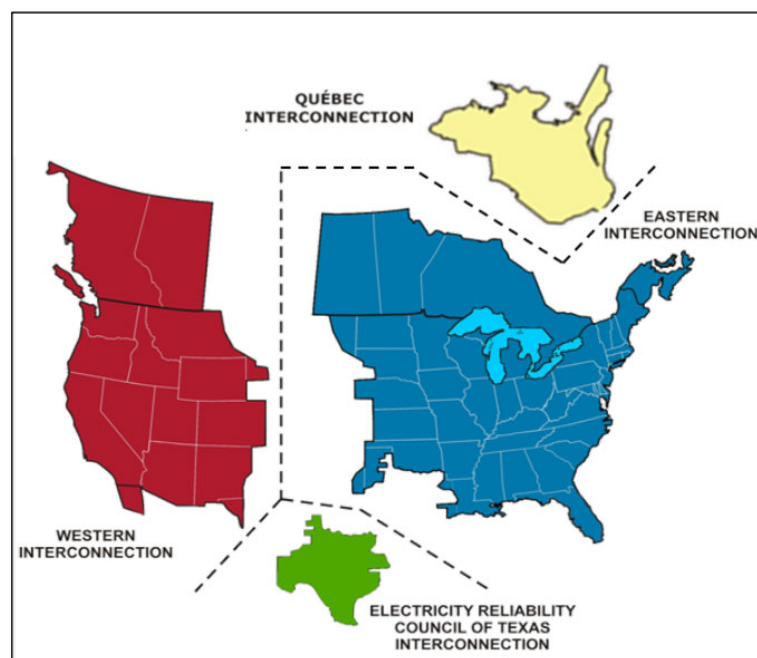 QUÉBEC
INTERCONNECTION
EASTERN
INTERCONNECTION
WESTERN
INTERCONNECTION
ELECTRICITY RELIABILITY
COUNCIL OF TEXAS
INTERCONNECTION